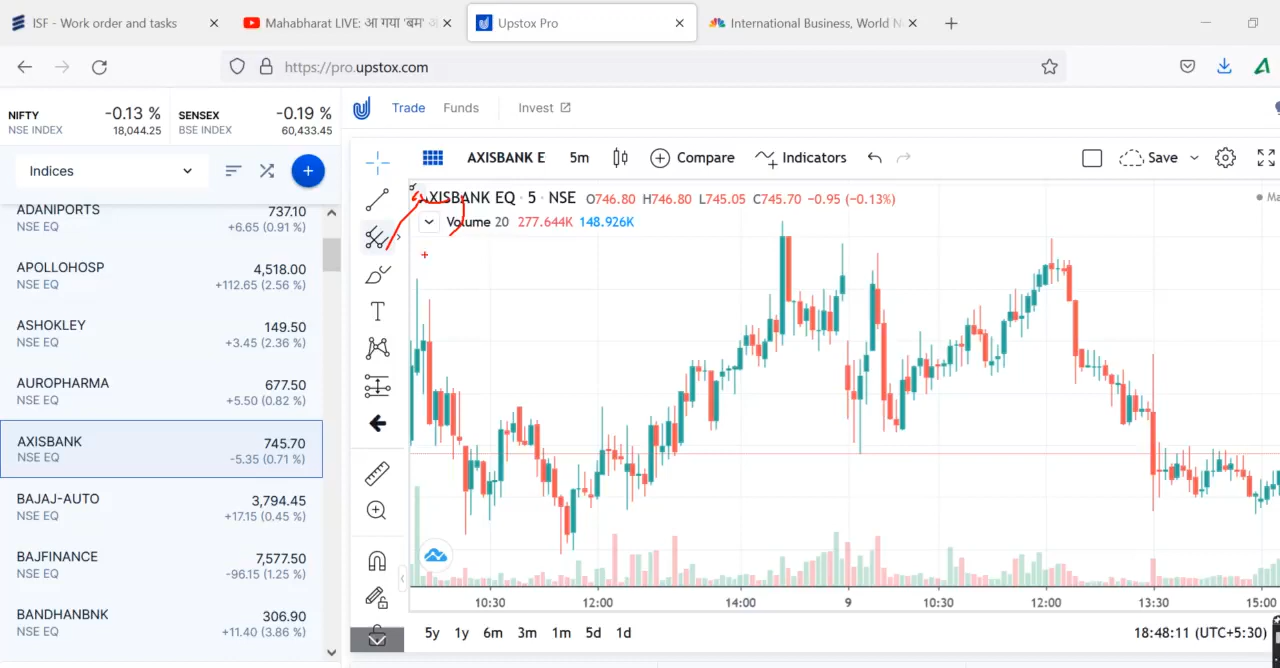 ISF - Work order and tasks
Mahabharat LIVE: आ गया 'बम'
Upstox Pro
International Business, World N
https://pro.upstox.com
NIFTY -0.13 %
NSE INDEX 18,044.25
SENSEX -0.19 %
BSE INDEX 60,433.45
Trade Funds Invest
Indices
AXISBANK E 5m Compare Indicators Save
ADANIPORTS 737.10
NSE EQ +6.65 (0.91 %)
APOLLOHOSP 4,518.00
NSE EQ +112.65 (2.56 %)
ASHOKLEY 149.50
NSE EQ +3.45 (2.36 %)
AUROPHARMA 677.50
NSE EQ +5.50 (0.82 %)
AXISBANK 745.70
NSE EQ -5.35 (0.71 %)
BAJAJ-AUTO 3,794.45
NSE EQ +17.15 (0.45 %)
BAJFINANCE 7,577.50
NSE EQ -96.15 (1.25 %)
BANDHANBNK 306.90
NSE EQ +11.40 (3.86 %)
AXISBANK EQ · 5 · NSE O746.80 H746.80 L745.05 C745.70 -0.95 (-0.13%)
Ma
Volume 20 277.644K 148.926K
10:30 12:00 14:00 9 10:30 12:00 13:30 15:00
5y 1y 6m 3m 1m 5d 1d
18:48:11 (UTC+5:30)